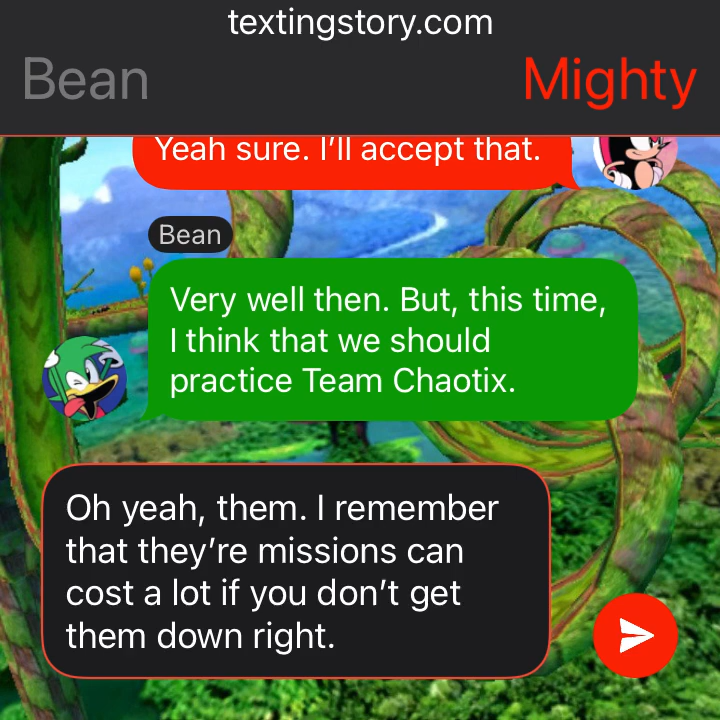 textingstory.com
Bean Mighty
Yeah sure. I’ll accept that.
Bean
Very well then. But, this time,
I think that we should
practice Team Chaotix.
Oh yeah, them. I remember
that they’re missions can
cost a lot if you don’t get
them down right.